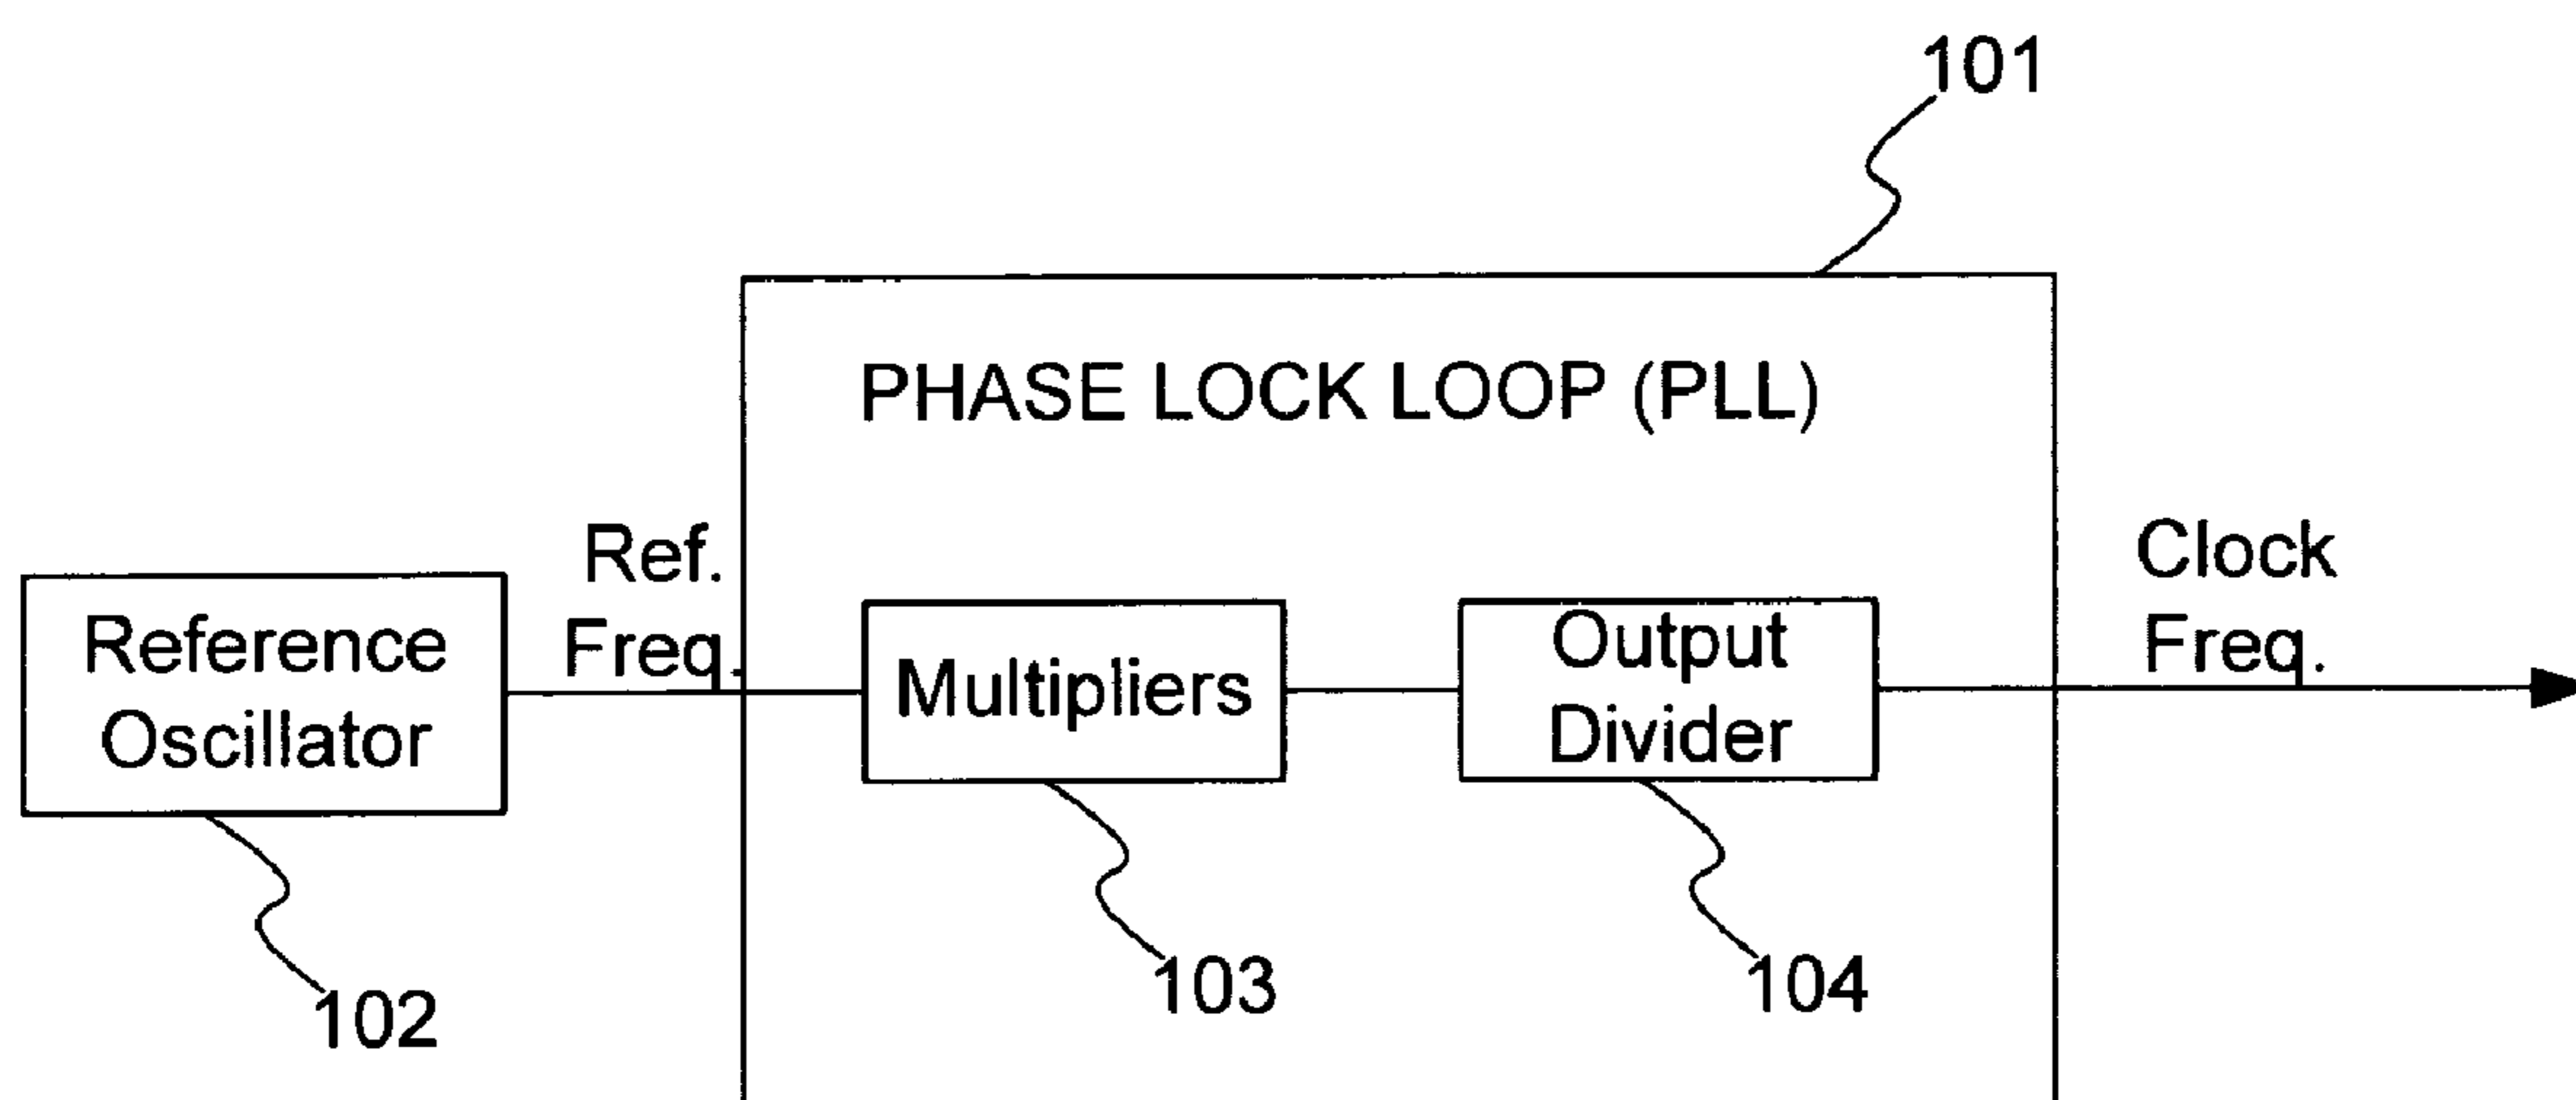 101
PHASE LOCK LOOP (PLL)
Ref.
Freq.
Clock
Freq.
Reference
Oscillator
Multipliers
Output
Divider
102
103
104